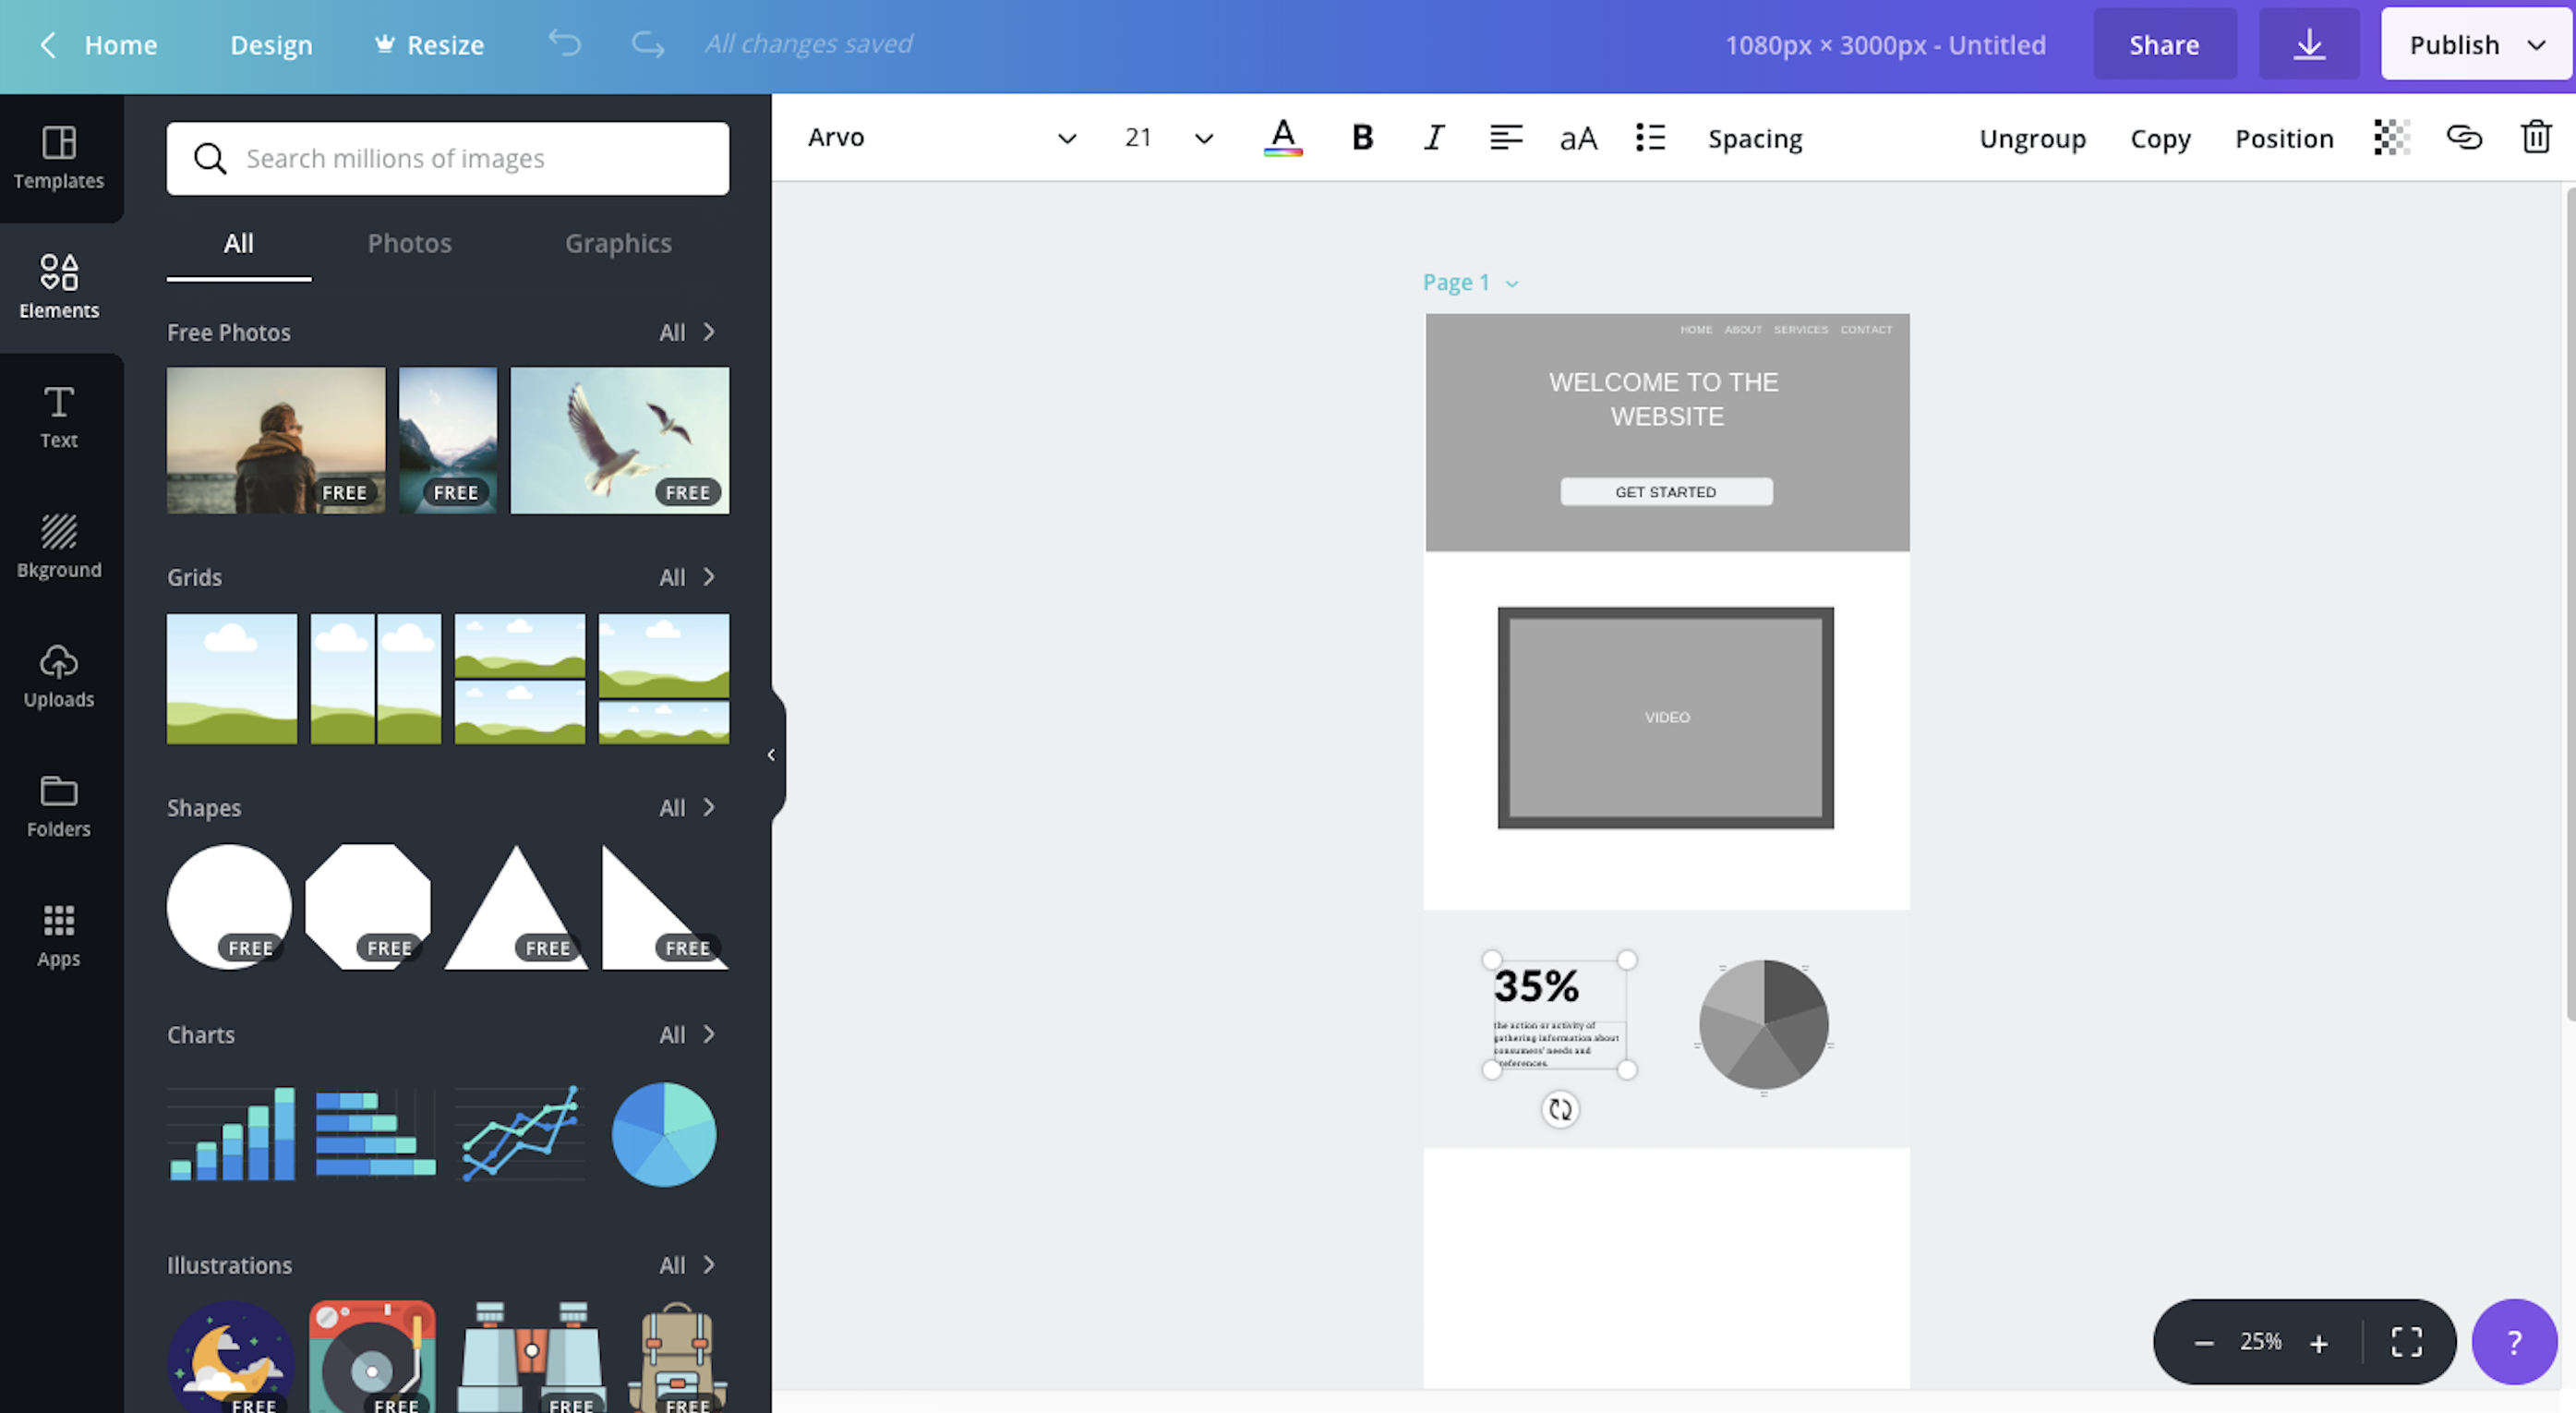 Home
Design
Resize
All changes saved
1080px × 3000px - Untitled
Share
Publish
Templates
Elements
Text
Bkground
Uploads
Folders
Apps
Search millions of images
All
Photos
Graphics
Free Photos
All
FREE
FREE
FREE
Grids
All
Shapes
All
FREE
FREE
FREE
FREE
Charts
All
Illustrations
All
FREE
FREE
FREE
FREE
Arvo
21
A
B
I
aA
Spacing
Ungroup
Copy
Position
Page 1
HOME ABOUT SERVICES CONTACT
WELCOME TO THE
WEBSITE
GET STARTED
VIDEO
35%
the action or activity of
gathering information about
consumers' needs and
preferences.
25%
?